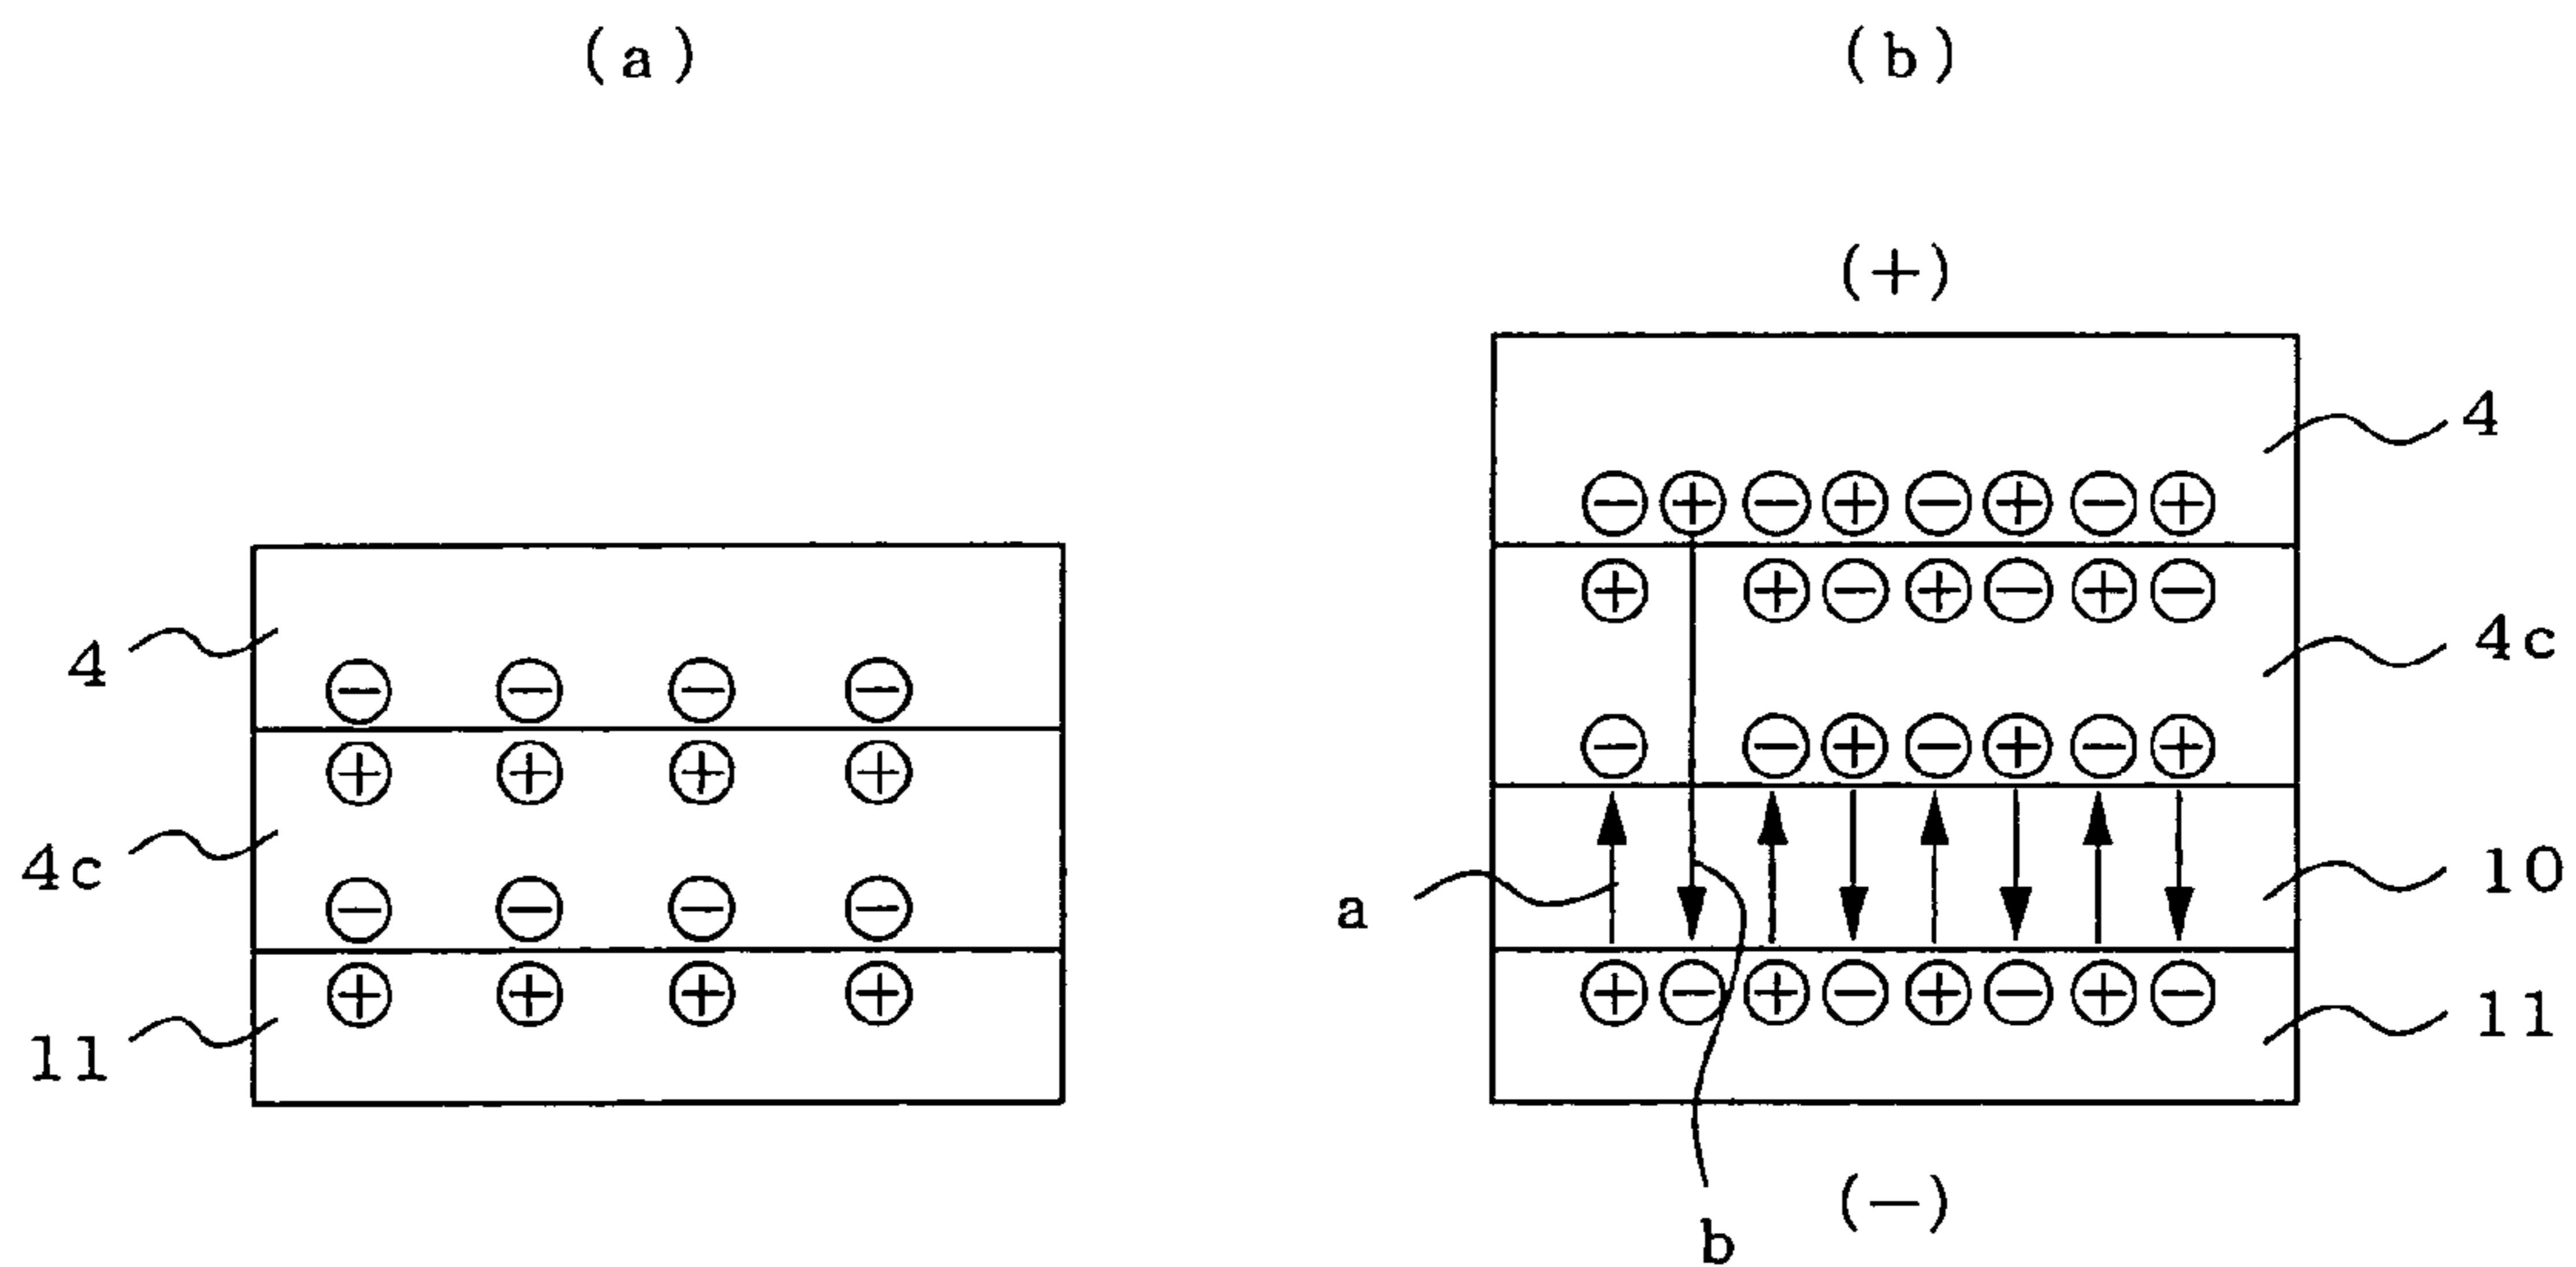 (a)
4
4c
11
⊖ ⊖ ⊖ ⊖
⊕ ⊕ ⊕ ⊕
⊖ ⊖ ⊖ ⊖
⊕ ⊕ ⊕ ⊕
(b)
(+)
⊖ ⊕ ⊖ ⊕ ⊖ ⊕ ⊖ ⊕
⊕ ⊕ ⊖ ⊕ ⊖ ⊕ ⊖
⊖ ⊖ ⊕ ⊖ ⊕ ⊖ ⊕
⊕ ⊖ ⊕ ⊖ ⊕ ⊖ ⊕ ⊖
4
4c
10
11
a
b
(−)